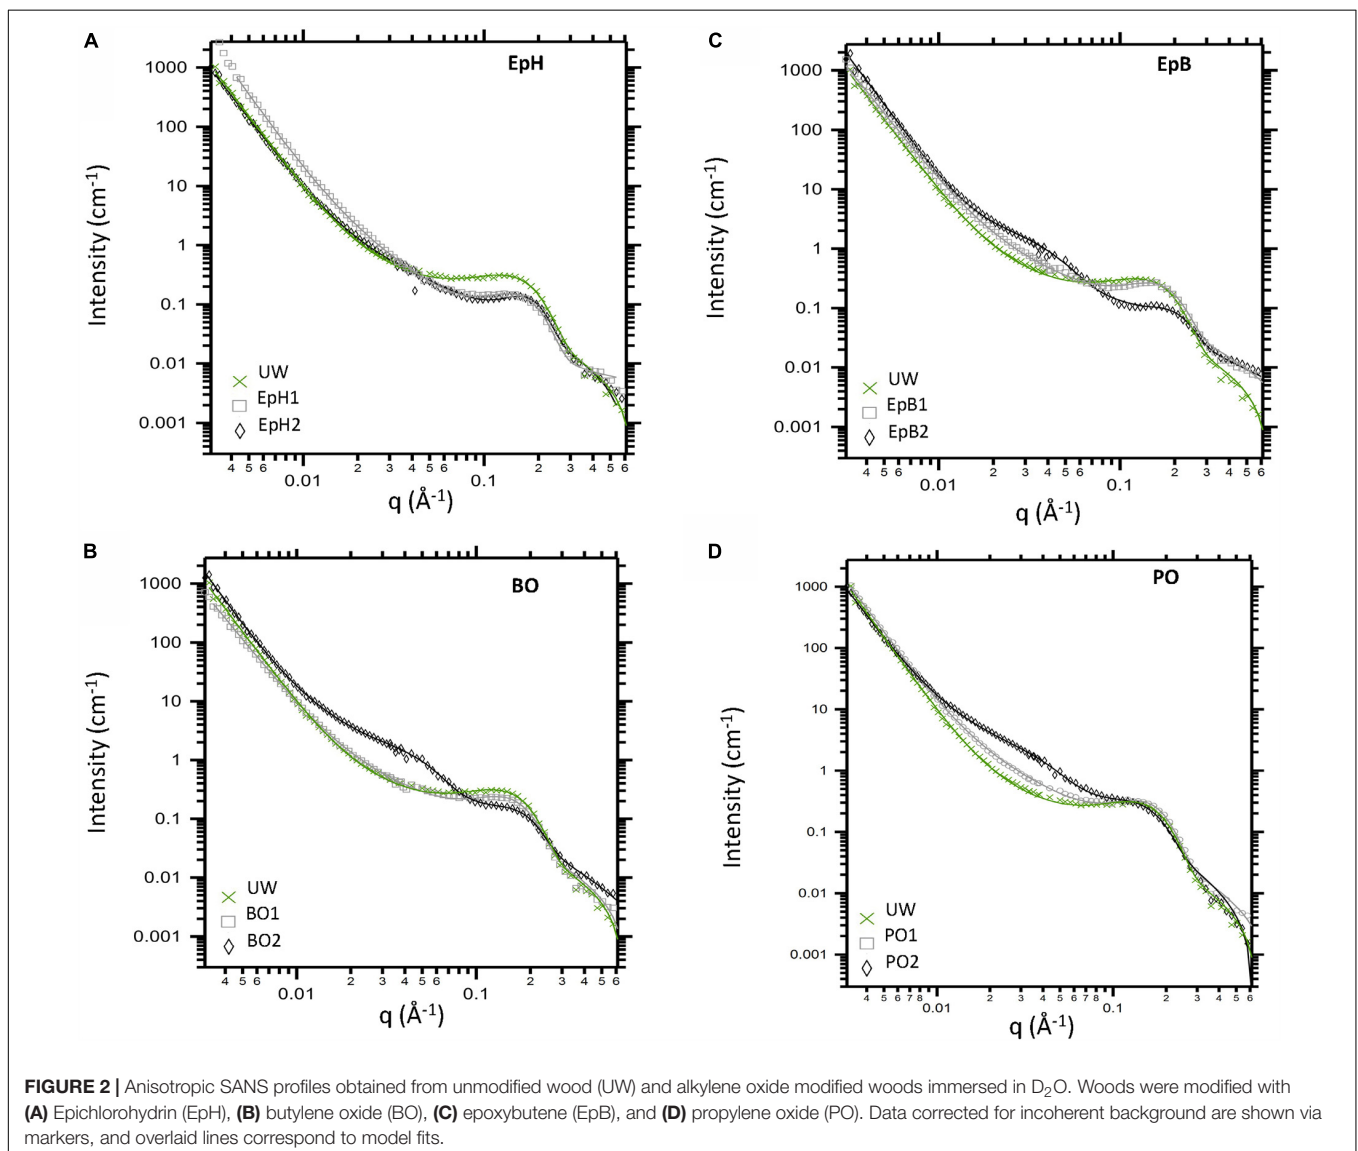 A
EpH
1000
100
10
1
0.1
0.01
0.001
Intensity (cm-1)
UW
EpH1
EpH2
4 5 6 2 3 4 5 6 2 3 4 5 6
0.01 0.1
q (Å-1)
C
EpB
1000
100
10
1
0.1
0.01
0.001
Intensity (cm-1)
UW
EpB1
EpB2
4 5 6 2 3 4 5 6 2 3 4 5 6
0.01 0.1
q (Å-1)
B
BO
1000
100
10
1
0.1
0.01
0.001
Intensity (cm-1)
UW
BO1
BO2
4 5 6 2 3 4 5 6 2 3 4 5 6
0.01 0.1
q (Å-1)
D
PO
1000
100
10
1
0.1
0.01
0.001
Intensity (cm-1)
UW
PO1
PO2
4 5 6 7 8 2 3 4 5 6 7 8 2 3 4 5 6
0.01 0.1
q (Å-1)
FIGURE 2 | Anisotropic SANS profiles obtained from unmodified wood (UW) and alkylene oxide modified woods immersed in D2O. Woods were modified with
(A) Epichlorohydrin (EpH), (B) butylene oxide (BO), (C) epoxybutene (EpB), and (D) propylene oxide (PO). Data corrected for incoherent background are shown via
markers, and overlaid lines correspond to model fits.